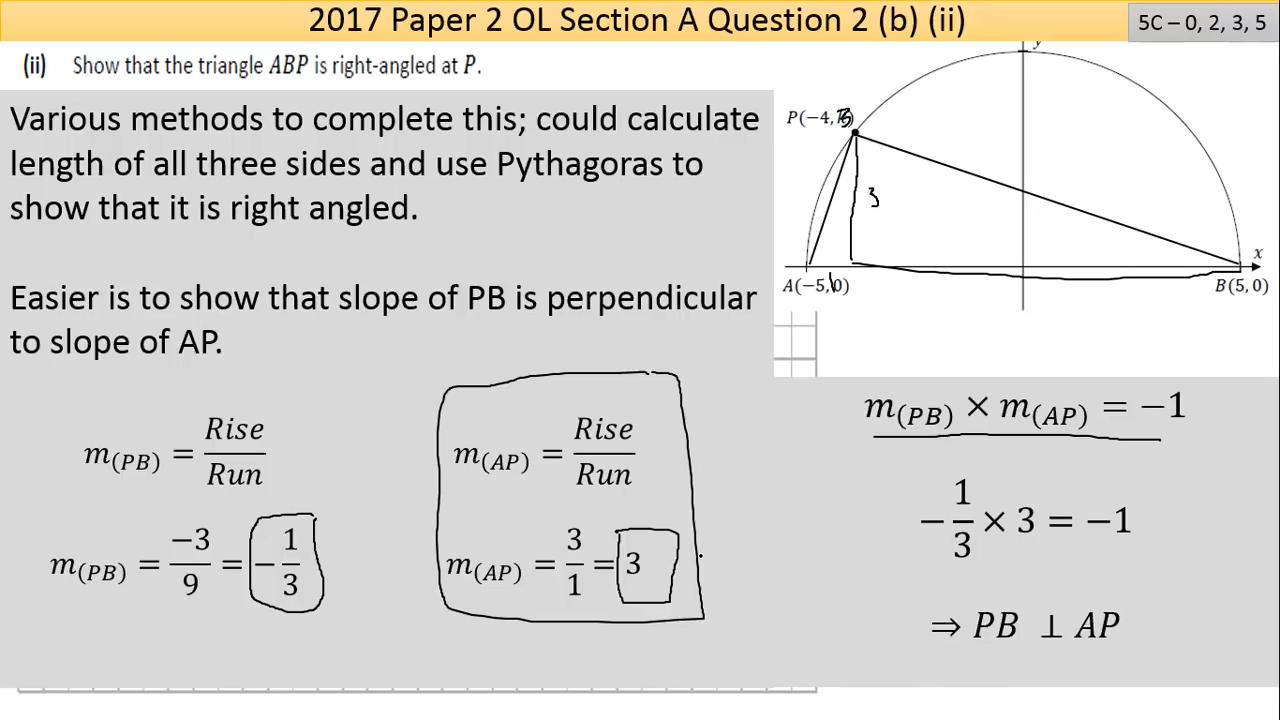 2017 Paper 2 OL Section A Question 2 (b) (ii)
5C – 0, 2, 3, 5
(ii) Show that the triangle ABP is right-angled at P.
Various methods to complete this; could calculate
length of all three sides and use Pythagoras to
show that it is right angled.
Easier is to show that slope of PB is perpendicular
to slope of AP.
m(PB) = Rise/Run
m(PB) = −3/9 = −1/3
m(AP) = Rise/Run
m(AP) = 3/1 = 3
y
P(−4,
3
x
A(−5, 0)
B(5, 0)
m(PB) × m(AP) = −1
−1/3 × 3 = −1
⇒ PB ⊥ AP